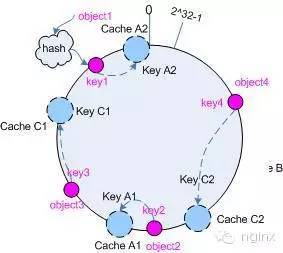 object1
Cache A2
0
2^32-1
hash
key1
Key A2
object4
key4
Key C1
Cache C1
e B
key3
Key A1
Key C2
key2
object3
Cache C2
Cache A1
object2
nginx